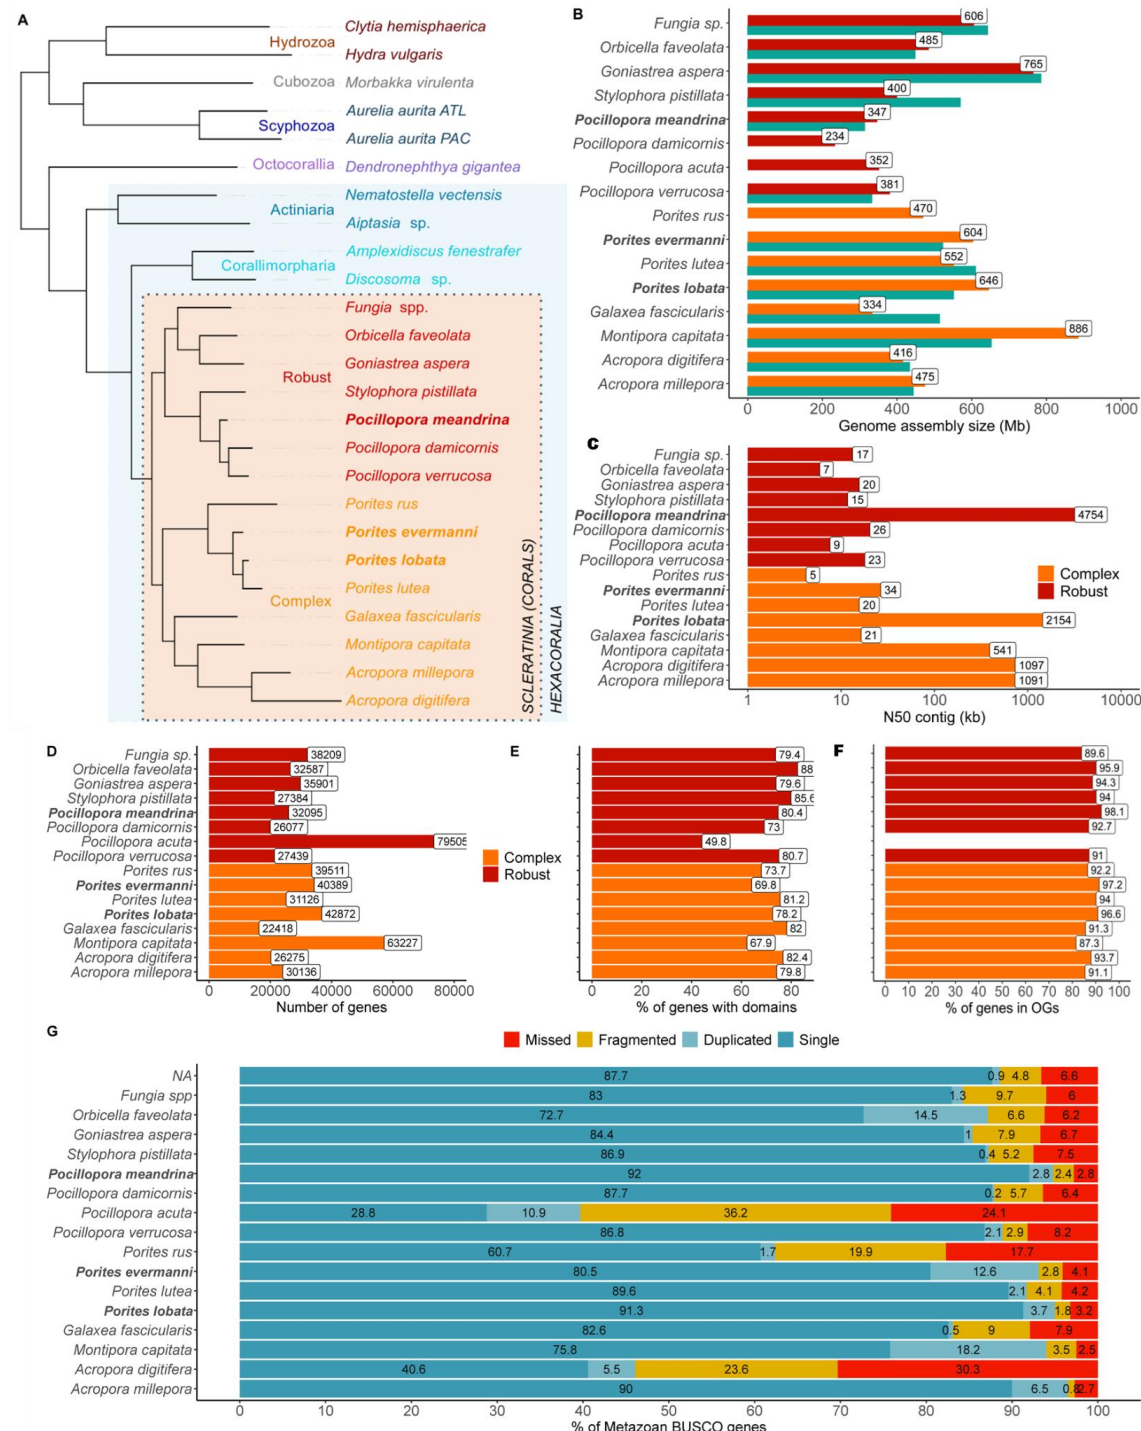 A
Clytia hemisphaerica
Hydrozoa
Hydra vulgaris
Cubozoa
Morbakka virulenta
Aurelia aurita ATL
Scyphozoa
Aurelia aurita PAC
Octocorallia
Dendronephthya gigantea
Nematostella vectensis
Actiniaria
Aiptasia sp.
Amplexidiscus fenestrafer
Corallimorpharia
Discosoma sp.
Fungia spp.
Orbicella faveolata
Goniastrea aspera
Robust
Stylophora pistillata
Pocillopora meandrina
Pocillopora damicornis
Pocillopora verrucosa
Porites rus
Porites evermanni
Porites lobata
Porites lutea
Complex
Galaxea fascicularis
Montipora capitata
Acropora millepora
Acropora digitifera
SCLERATINIA (CORALS)
HEXACORALIA
B
Fungia sp. 606
Orbicella faveolata 485
Goniastrea aspera 765
Stylophora pistillata 400
Pocillopora meandrina 347
Pocillopora damicornis 234
Pocillopora acuta 352
Pocillopora verrucosa 381
Porites rus 470
Porites evermanni 604
Porites lutea 552
Porites lobata 646
Galaxea fascicularis 334
Montipora capitata 886
Acropora digitifera 416
Acropora millepora 475
0 200 400 600 800 1000
Genome assembly size (Mb)
C
Fungia sp. 17
Orbicella faveolata 7
Goniastrea aspera 20
Stylophora pistillata 15
Pocillopora meandrina 4754
Pocillopora damicornis 26
Pocillopora acuta 9
Pocillopora verrucosa 23
Porites rus 5
Porites evermanni 34
Porites lutea 20
Porites lobata 2154
Galaxea fascicularis 21
Montipora capitata 541
Acropora digitifera 1097
Acropora millepora 1091
Complex
Robust
1 10 100 1000 10000
N50 contig (kb)
D
Fungia sp. 38209
Orbicella faveolata 32587
Goniastrea aspera 35901
Stylophora pistillata 27384
Pocillopora meandrina 32095
Pocillopora damicornis 26077
Pocillopora acuta 79505
Pocillopora verrucosa 27439
Porites rus 39511
Porites evermanni 40389
Porites lutea 31126
Porites lobata 42872
Galaxea fascicularis 22418
Montipora capitata 63227
Acropora digitifera 26275
Acropora millepora 30136
0 20000 40000 60000 80000
Number of genes
Complex
Robust
E
79.4
88
79.6
85.6
80.4
73
49.8
80.7
73.7
69.8
81.2
78.2
82
67.9
82.4
79.8
0 20 40 60 80
% of genes with domains
F
89.6
95.9
94.3
94
98.1
92.7
91
92.2
97.2
94
96.6
91.3
87.3
93.7
91.1
0 10 20 30 40 50 60 70 80 90 100
% of genes in OGs
G
Missed Fragmented Duplicated Single
NA 87.7 0.9 4.8 6.6
Fungia spp 83 1.3 9.7 6
Orbicella faveolata 72.7 14.5 6.6 6.2
Goniastrea aspera 84.4 1 7.9 6.7
Stylophora pistillata 86.9 0.4 5.2 7.5
Pocillopora meandrina 92 2.8 2.4 2.8
Pocillopora damicornis 87.7 0.2 5.7 6.4
Pocillopora acuta 28.8 10.9 36.2 24.1
Pocillopora verrucosa 86.8 2.1 2.9 8.2
Porites rus 60.7 1.7 19.9 17.7
Porites evermanni 80.5 12.6 2.8 4.1
Porites lutea 89.6 2.1 4.1 4.2
Porites lobata 91.3 3.7 1.8 3.2
Galaxea fascicularis 82.6 0.5 9 7.9
Montipora capitata 75.8 18.2 3.5 2.5
Acropora digitifera 40.6 5.5 23.6 30.3
Acropora millepora 90 6.5 0.8 2.7
0 10 20 30 40 50 60 70 80 90 100
% of Metazoan BUSCO genes